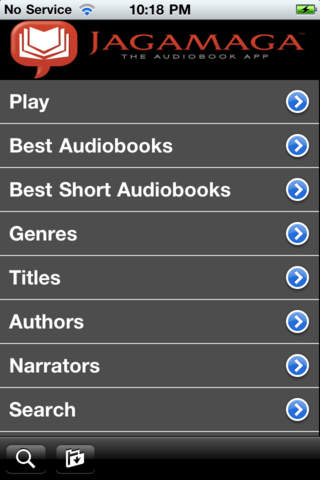 No Service 10:18 PM
JAGAMAGA™
THE AUDIOBOOK APP
Play
Best Audiobooks
Best Short Audiobooks
Genres
Titles
Authors
Narrators
Search